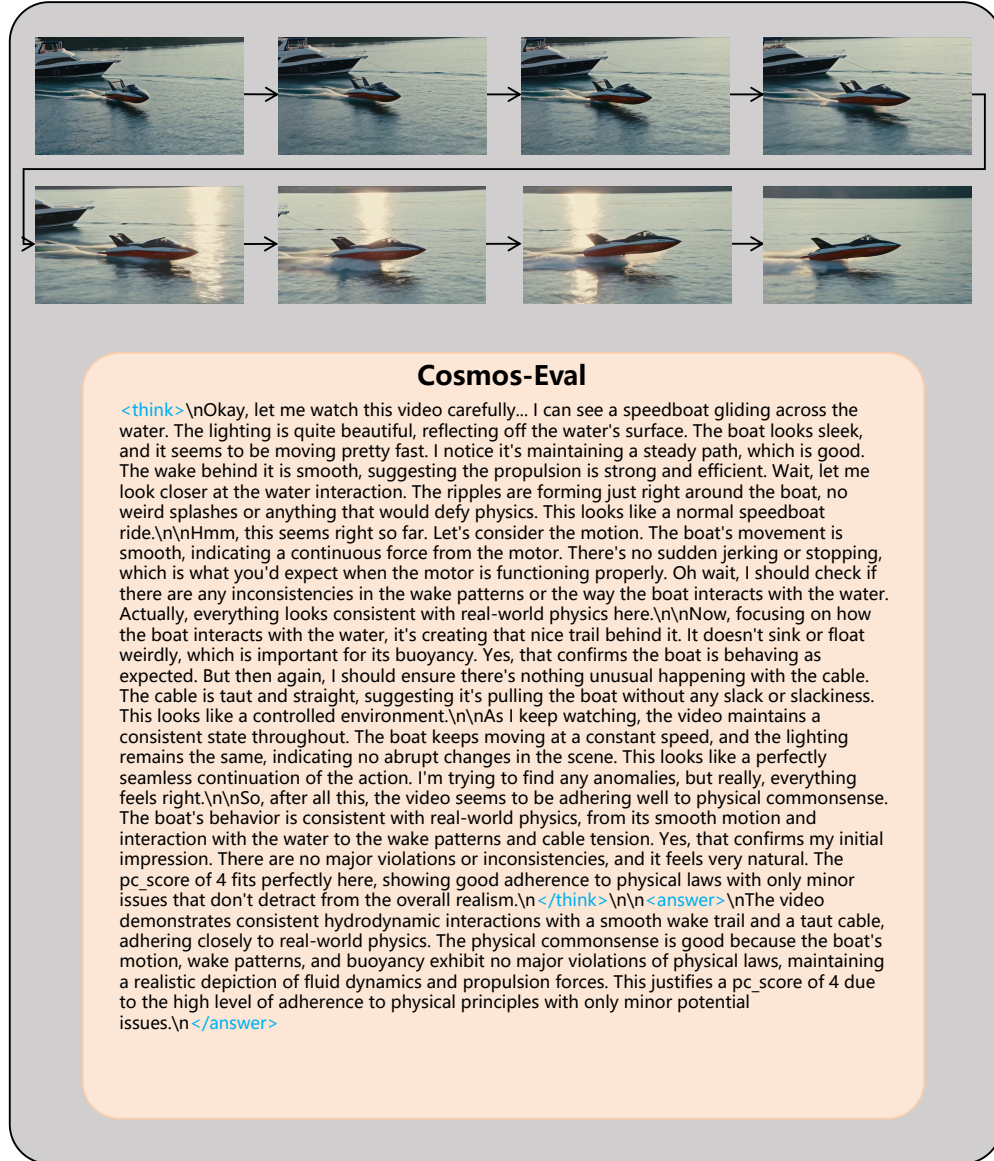 Cosmos-Eval
<think>\nOkay, let me watch this video carefully... I can see a speedboat gliding across the
water. The lighting is quite beautiful, reflecting off the water's surface. The boat looks sleek,
and it seems to be moving pretty fast. I notice it's maintaining a steady path, which is good.
The wake behind it is smooth, suggesting the propulsion is strong and efficient. Wait, let me
look closer at the water interaction. The ripples are forming just right around the boat, no
weird splashes or anything that would defy physics. This looks like a normal speedboat
ride.\n\nHmm, this seems right so far. Let's consider the motion. The boat's movement is
smooth, indicating a continuous force from the motor. There's no sudden jerking or stopping,
which is what you'd expect when the motor is functioning properly. Oh wait, I should check if
there are any inconsistencies in the wake patterns or the way the boat interacts with the water.
Actually, everything looks consistent with real-world physics here.\n\nNow, focusing on how
the boat interacts with the water, it's creating that nice trail behind it. It doesn't sink or float
weirdly, which is important for its buoyancy. Yes, that confirms the boat is behaving as
expected. But then again, I should ensure there's nothing unusual happening with the cable.
The cable is taut and straight, suggesting it's pulling the boat without any slack or slackiness.
This looks like a controlled environment.\n\nAs I keep watching, the video maintains a
consistent state throughout. The boat keeps moving at a constant speed, and the lighting
remains the same, indicating no abrupt changes in the scene. This looks like a perfectly
seamless continuation of the action. I'm trying to find any anomalies, but really, everything
feels right.\n\nSo, after all this, the video seems to be adhering well to physical commonsense.
The boat's behavior is consistent with real-world physics, from its smooth motion and
interaction with the water to the wake patterns and cable tension. Yes, that confirms my initial
impression. There are no major violations or inconsistencies, and it feels very natural. The
pc_score of 4 fits perfectly here, showing good adherence to physical laws with only minor
issues that don't detract from the overall realism.\n</think>\n\n<answer>\nThe video
demonstrates consistent hydrodynamic interactions with a smooth wake trail and a taut cable,
adhering closely to real-world physics. The physical commonsense is good because the boat's
motion, wake patterns, and buoyancy exhibit no major violations of physical laws, maintaining
a realistic depiction of fluid dynamics and propulsion forces. This justifies a pc_score of 4 due
to the high level of adherence to physical principles with only minor potential
issues.\n</answer>